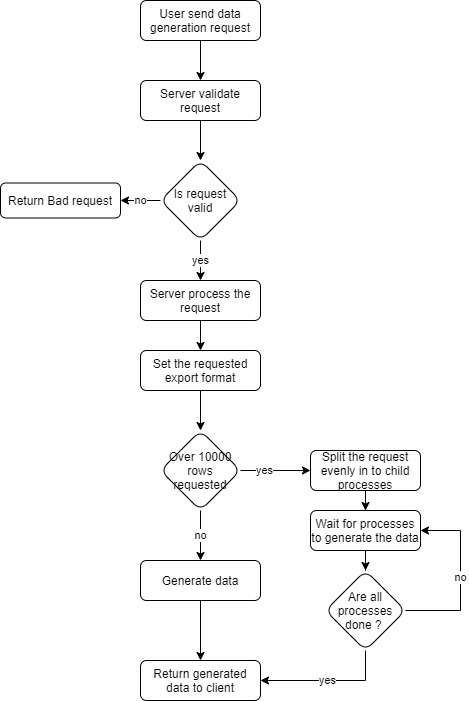 User send data
generation request
Server validate
request
Is request
valid
no
Return Bad request
yes
Server process the
request
Set the requested
export format
Over 10000
rows
requested
yes
Split the request
evenly in to child
processes
Wait for processes
to generate the data
no
no
Generate data
Are all
processes
done ?
Return generated
data to client
yes